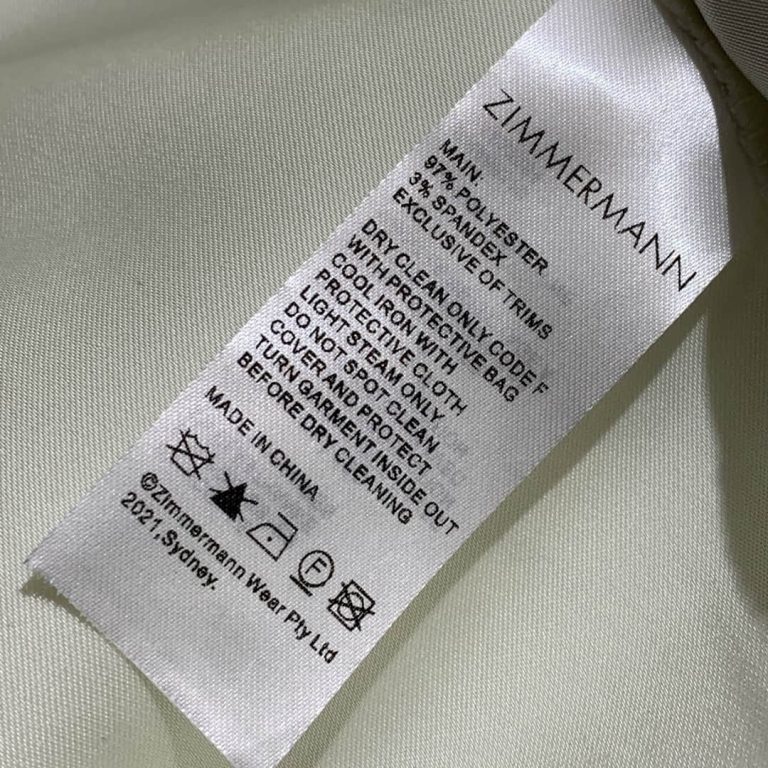 ZIMMERMANN
MAIN:
97% POLYESTER
3% SPANDEX
EXCLUSIVE OF TRIMS
DRY CLEAN ONLY CODE F
WITH PROTECTIVE BAG
COOL IRON WITH
PROTECTIVE CLOTH
LIGHT STEAM ONLY
DO NOT SPOT CLEAN
COVER AND PROTECT
TURN GARMENT INSIDE OUT
BEFORE DRY CLEANING
MADE IN CHINA
F
©Zimmermann Wear Pty Ltd
2021,Sydney.